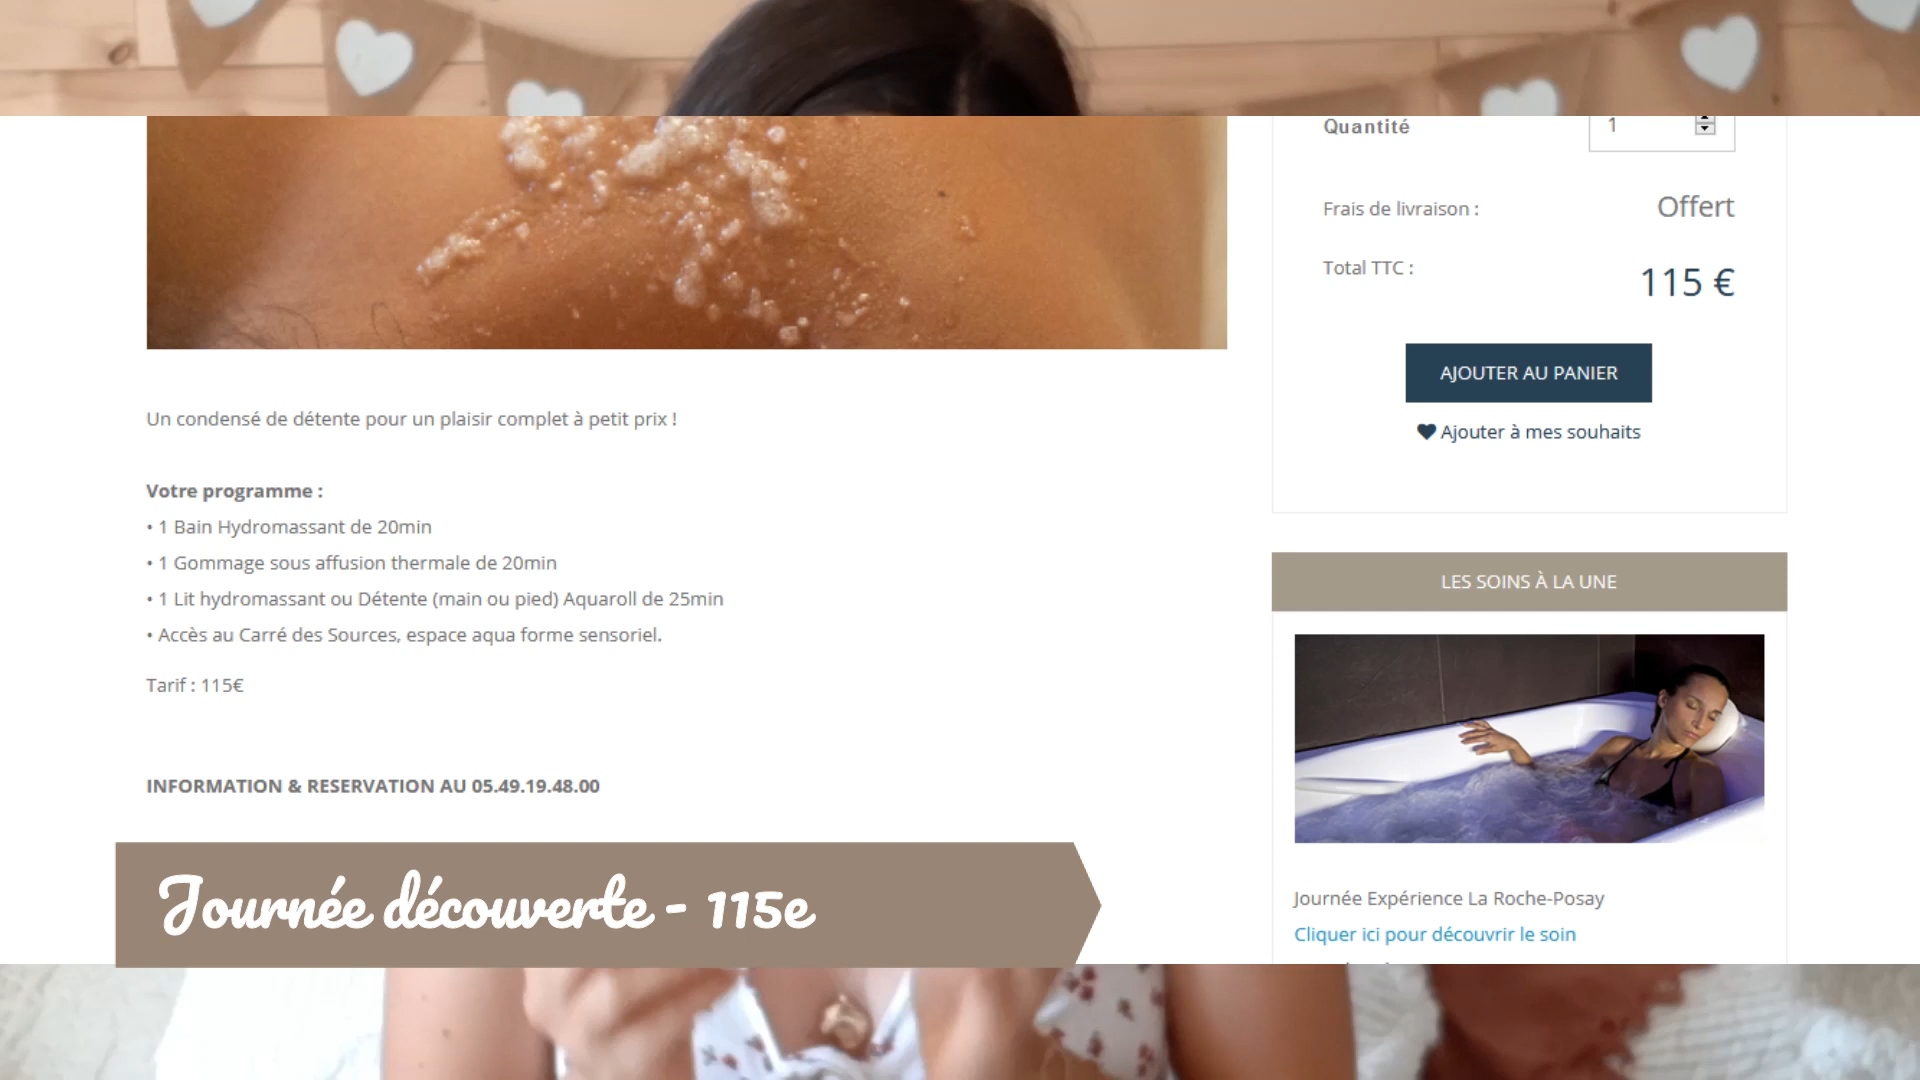 Quantité
1
Frais de livraison :
Offert
Total TTC :
115 €
AJOUTER AU PANIER
Ajouter à mes souhaits
Un condensé de détente pour un plaisir complet à petit prix !
Votre programme :
• 1 Bain Hydromassant de 20min
• 1 Gommage sous affusion thermale de 20min
• 1 Lit hydromassant ou Détente (main ou pied) Aquaroll de 25min
• Accès au Carré des Sources, espace aqua forme sensoriel.
Tarif : 115€
INFORMATION & RESERVATION AU 05.49.19.48.00
Journée découverte - 115e
LES SOINS À LA UNE
Journée Expérience La Roche-Posay
Cliquer ici pour découvrir le soin